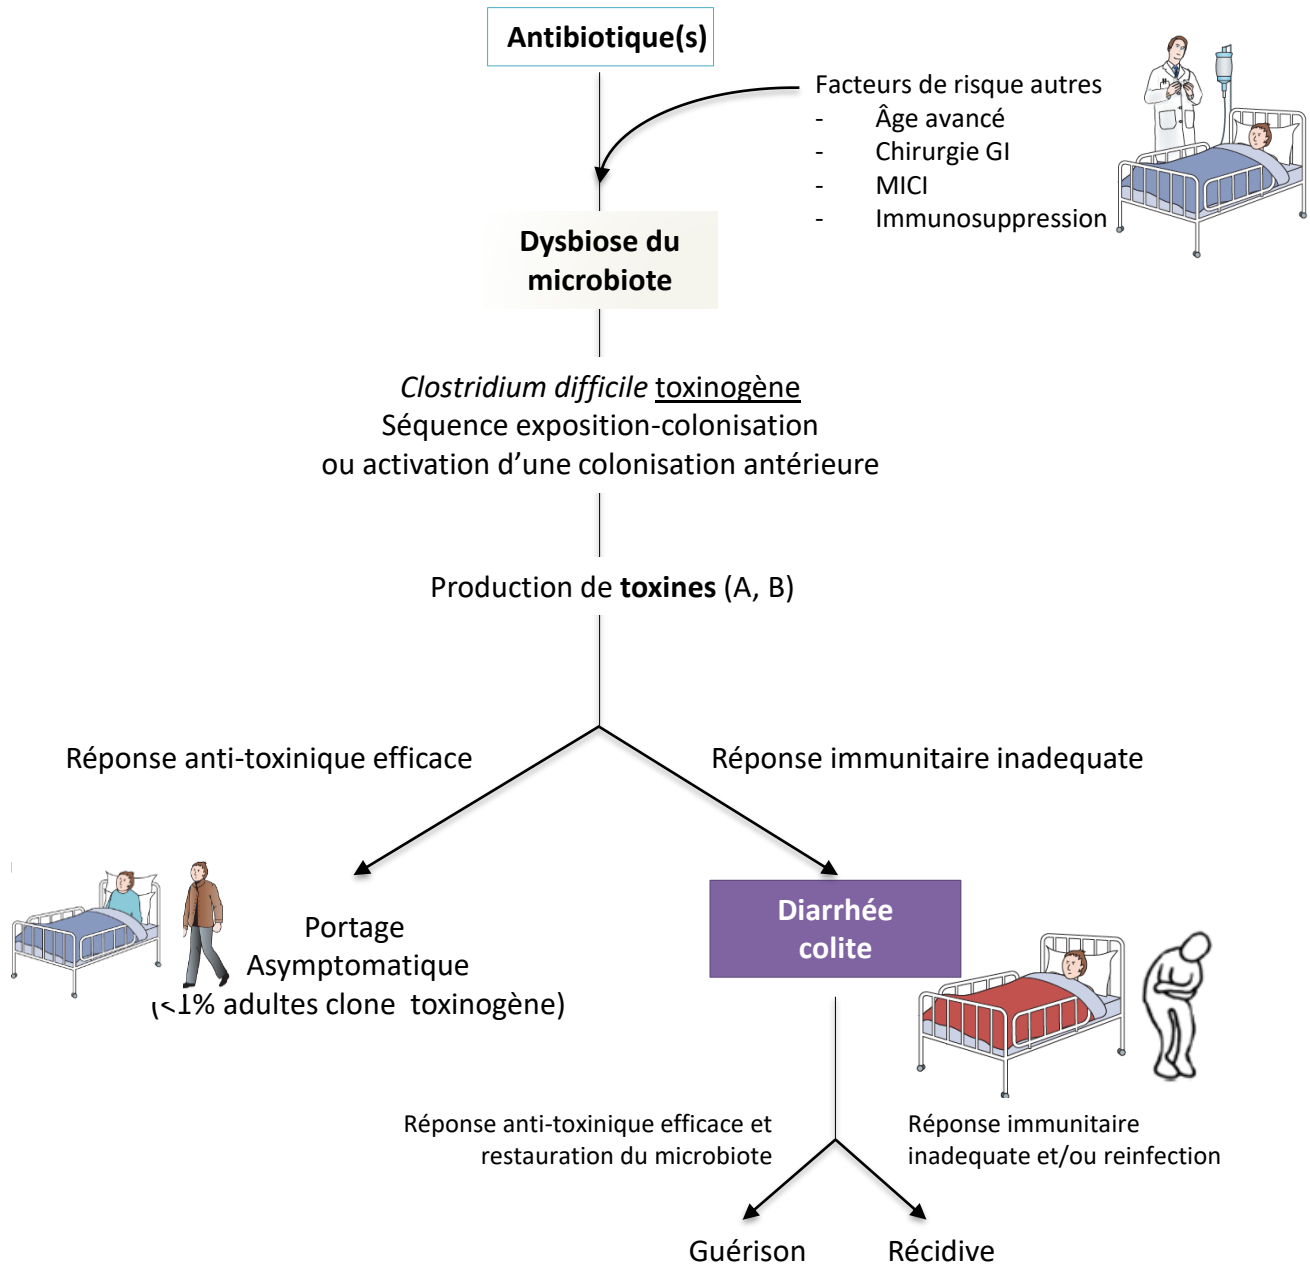 Antibiotique(s)
Facteurs de risque autres
- Âge avancé
- Chirurgie GI
- MICI
- Immunosuppression
Dysbiose du
microbiote
Clostridium difficile toxinogène
Séquence exposition-colonisation
ou activation d’une colonisation antérieure
Production de toxines (A, B)
Réponse anti-toxinique efficace
Réponse immunitaire inadequate
Portage
Asymptomatique
(<1% adultes clone toxinogène)
Diarrhée
colite
Réponse anti-toxinique efficace et
restauration du microbiote
Réponse immunitaire
inadequate et/ou reinfection
Guérison
Récidive